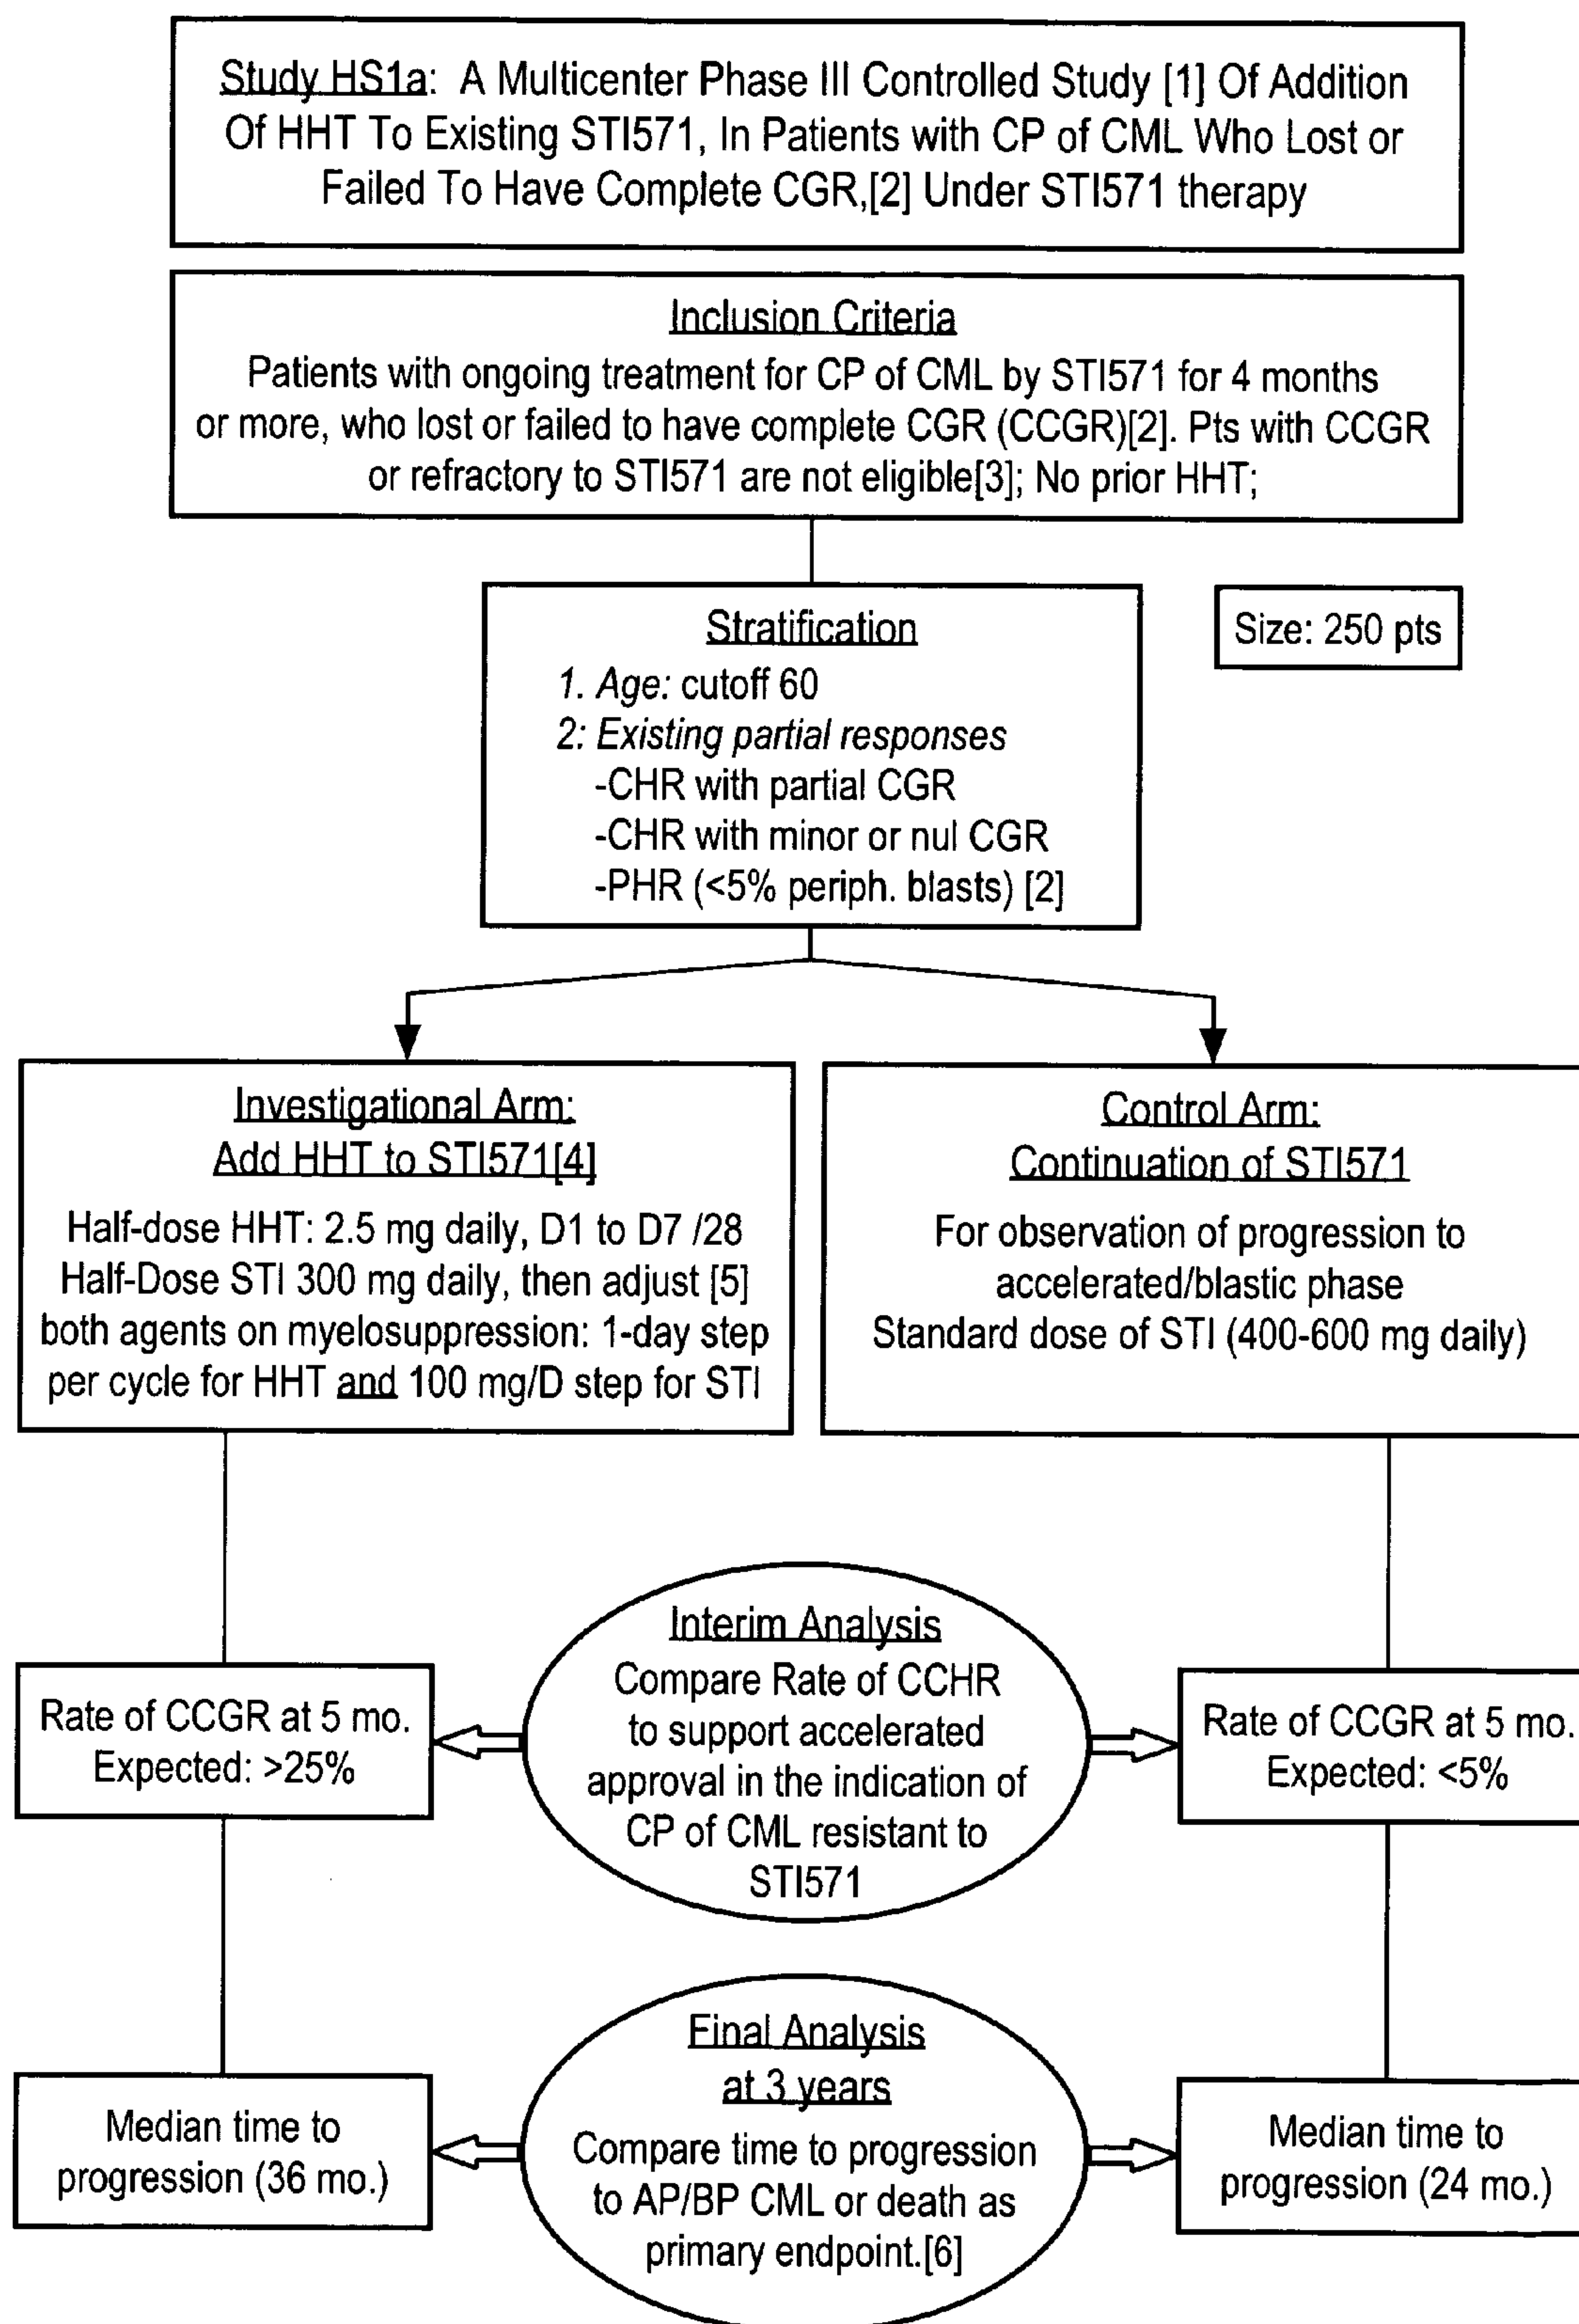 Study HS1a: A Multicenter Phase III Controlled Study [1] Of Addition
Of HHT To Existing STI571, In Patients with CP of CML Who Lost or
Failed To Have Complete CGR,[2] Under STI571 therapy
Inclusion Criteria
Patients with ongoing treatment for CP of CML by STI571 for 4 months
or more, who lost or failed to have complete CGR (CCGR)[2]. Pts with CCGR
or refractory to STI571 are not eligible[3]; No prior HHT;
Stratification
1. Age: cutoff 60
2: Existing partial responses
-CHR with partial CGR
-CHR with minor or nul CGR
-PHR (<5% periph. blasts) [2]
Size: 250 pts
Investigational Arm:
Add HHT to STI571[4]
Half-dose HHT: 2.5 mg daily, D1 to D7 /28
Half-Dose STI 300 mg daily, then adjust [5]
both agents on myelosuppression: 1-day step
per cycle for HHT and 100 mg/D step for STI
Control Arm:
Continuation of STI571
For observation of progression to
accelerated/blastic phase
Standard dose of STI (400-600 mg daily)
Interim Analysis
Compare Rate of CCHR
to support accelerated
approval in the indication of
CP of CML resistant to
STI571
Rate of CCGR at 5 mo.
Expected: >25%
Rate of CCGR at 5 mo.
Expected: <5%
Final Analysis
at 3 years
Compare time to progression
to AP/BP CML or death as
primary endpoint.[6]
Median time to
progression (36 mo.)
Median time to
progression (24 mo.)